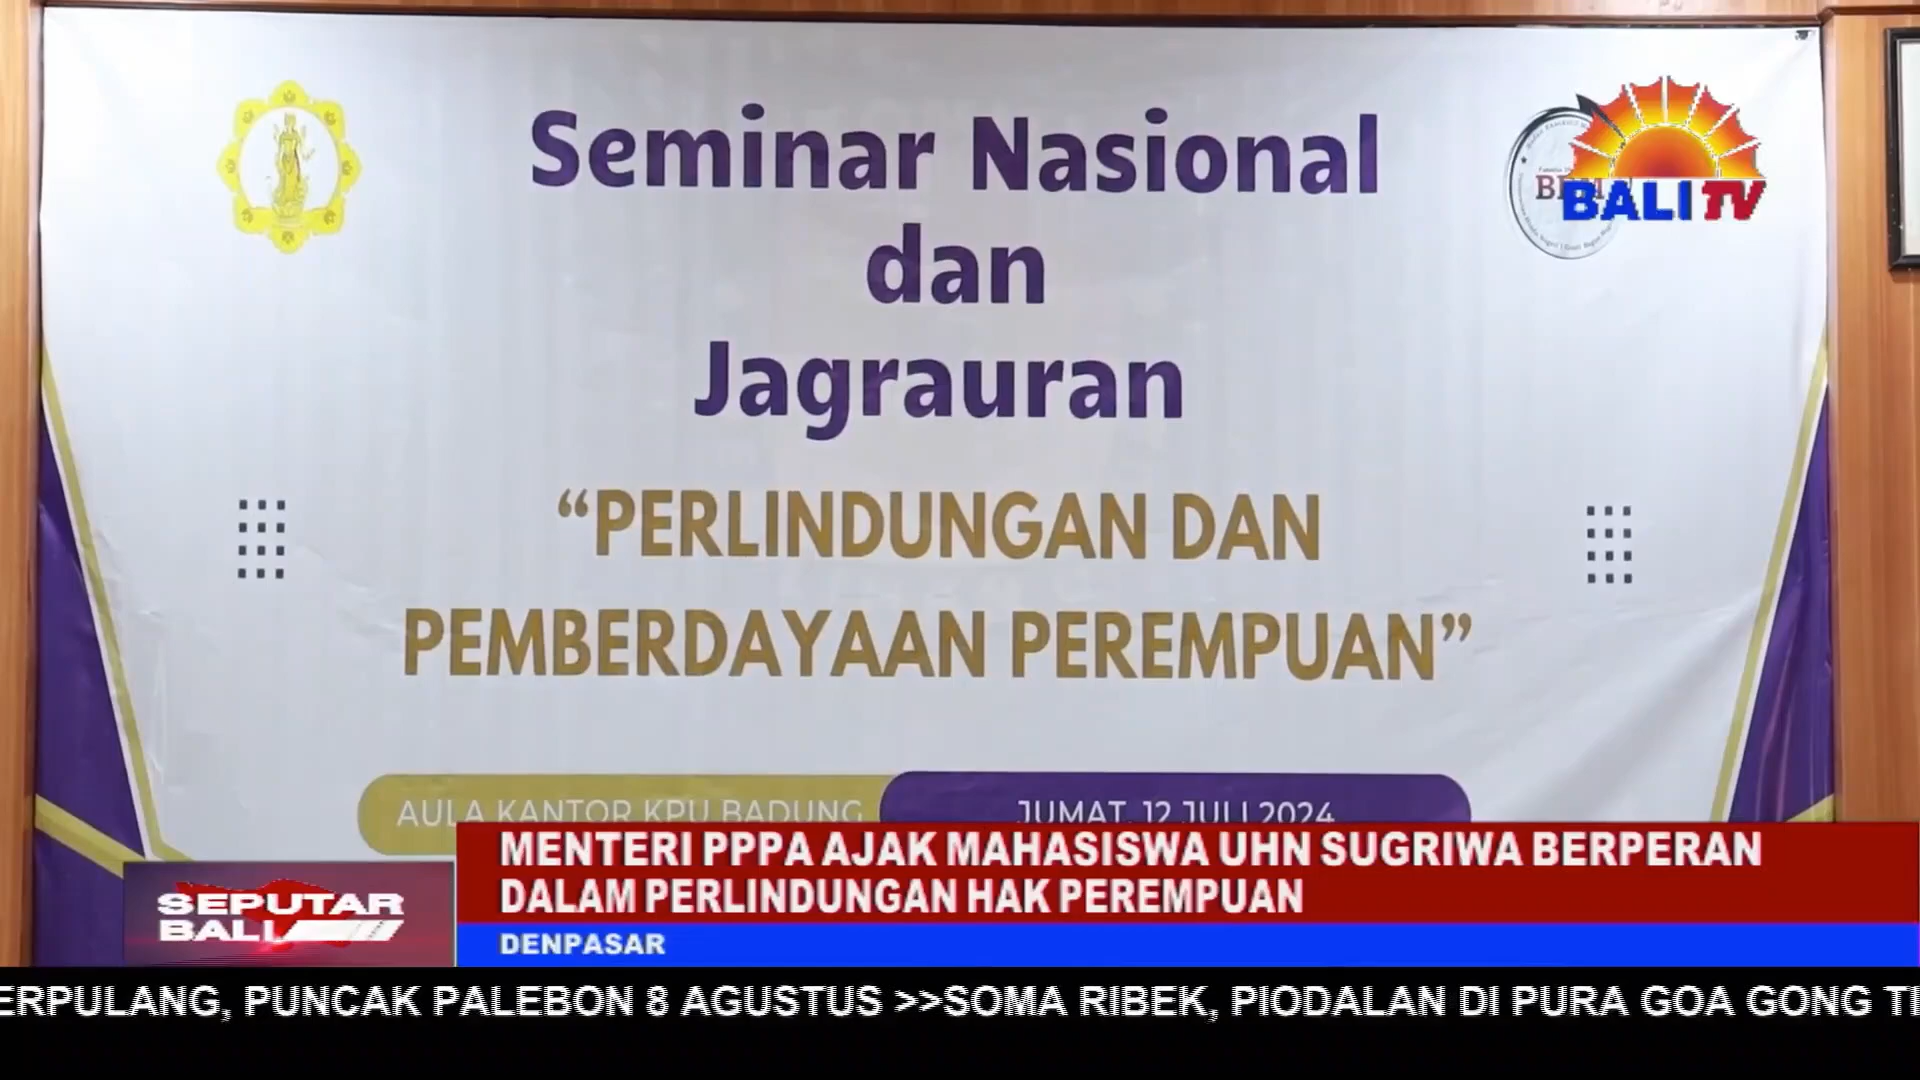 Seminar Nasional
dan
Jagrauran
“PERLINDUNGAN DAN
PEMBERDAYAAN PEREMPUAN”
BALI TV
AULA KANTOR KPU BADUNG
JUMAT, 12 JULI 2024
MENTERI PPPA AJAK MAHASISWA UHN SUGRIWA BERPERAN
DALAM PERLINDUNGAN HAK PEREMPUAN
SEPUTAR
BALI
DENPASAR
ERPULANG, PUNCAK PALEBON 8 AGUSTUS >>SOMA RIBEK, PIODALAN DI PURA GOA GONG